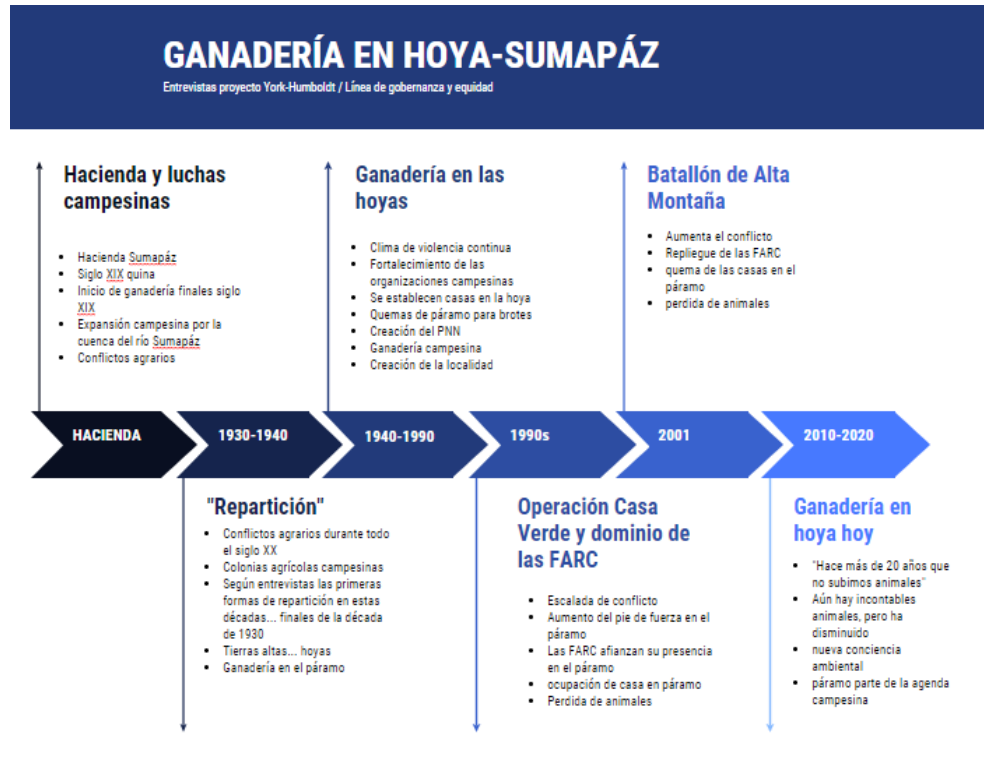 GANADERÍA EN HOYA-SUMAPÁZ
Entrevistas proyecto York-Humboldt / Línea de gobernanza y equidad
Hacienda y luchas
campesinas
▪ Hacienda Sumapáz
▪ Siglo XIX quina
▪ Inicio de ganadería finales siglo
XIX
▪ Expansión campesina por la
cuenca del río Sumapáz
▪ Conflictos agrarios
Ganadería en las
hoyas
▪ Clima de violencia continua
▪ Fortalecimiento de las
organizaciones campesinas
▪ Se establecen casas en la hoya
▪ Quemas de páramo para brotes
▪ Creación del PNN
▪ Ganadería campesina
▪ Creación de la localidad
Batallón de Alta
Montaña
▪ Aumenta el conflicto
▪ Repliegue de las FARC
▪ quema de las casas en el
páramo
▪ perdida de animales
HACIENDA
1930-1940
1940-1990
1990s
2001
2010-2020
"Repartición"
▪ Conflictos agrarios durante todo
el siglo XX
▪ Colonias agrícolas campesinas
▪ Según entrevistas las primeras
formas de repartición en estas
décadas... finales de la década
de 1930
▪ Tierras altas... hoyas
▪ Ganadería en el páramo
Operación Casa
Verde y dominio de
las FARC
▪ Escalada de conflicto
▪ Aumento del pie de fuerza en el
páramo
▪ Las FARC afianzan su presencia
en el páramo
▪ ocupación de casa en páramo
▪ Perdida de animales
Ganadería en
hoya hoy
▪ "Hace más de 20 años que
no subimos animales"
▪ Aún hay incontables
animales, pero ha
disminuido
▪ nueva conciencia
ambiental
▪ páramo parte de la agenda
campesina